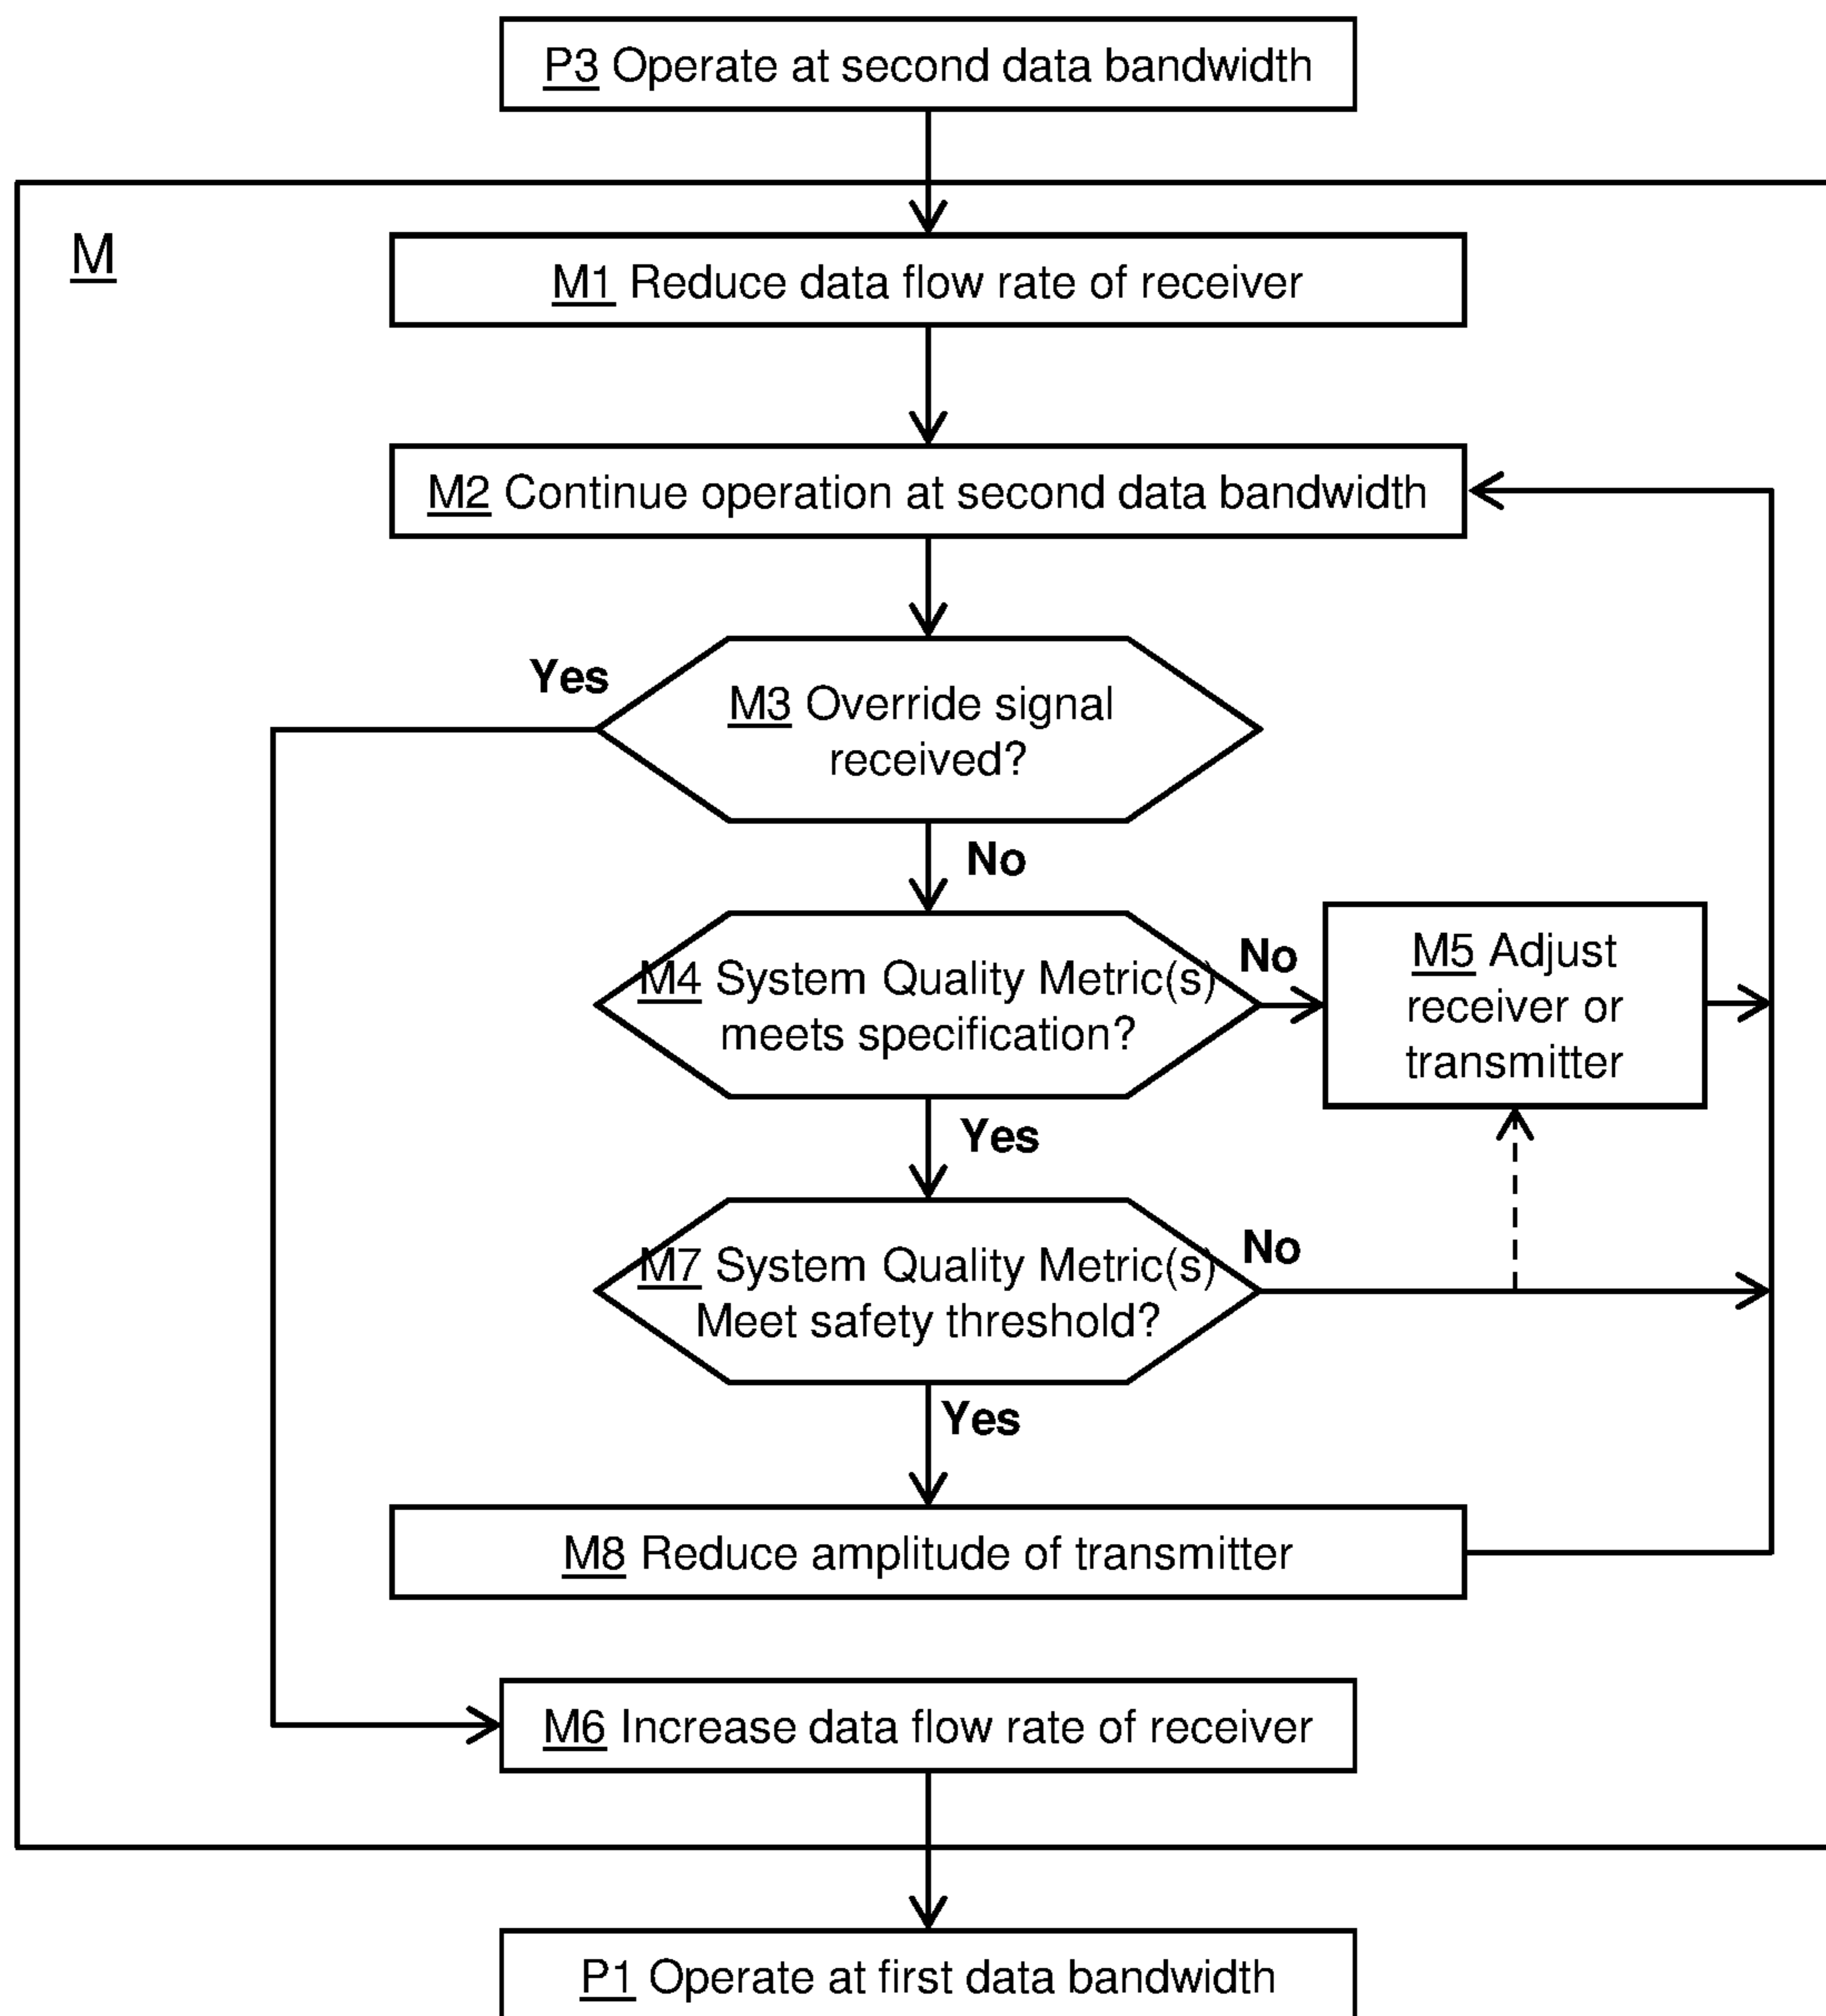 P3 Operate at second data bandwidth
M
M1 Reduce data flow rate of receiver
M2 Continue operation at second data bandwidth
Yes
M3 Override signal
received?
No
M4 System Quality Metric(s)
meets specification?
No
M5 Adjust
receiver or
transmitter
Yes
M7 System Quality Metric(s)
Meet safety threshold?
No
Yes
M8 Reduce amplitude of transmitter
M6 Increase data flow rate of receiver
P1 Operate at first data bandwidth